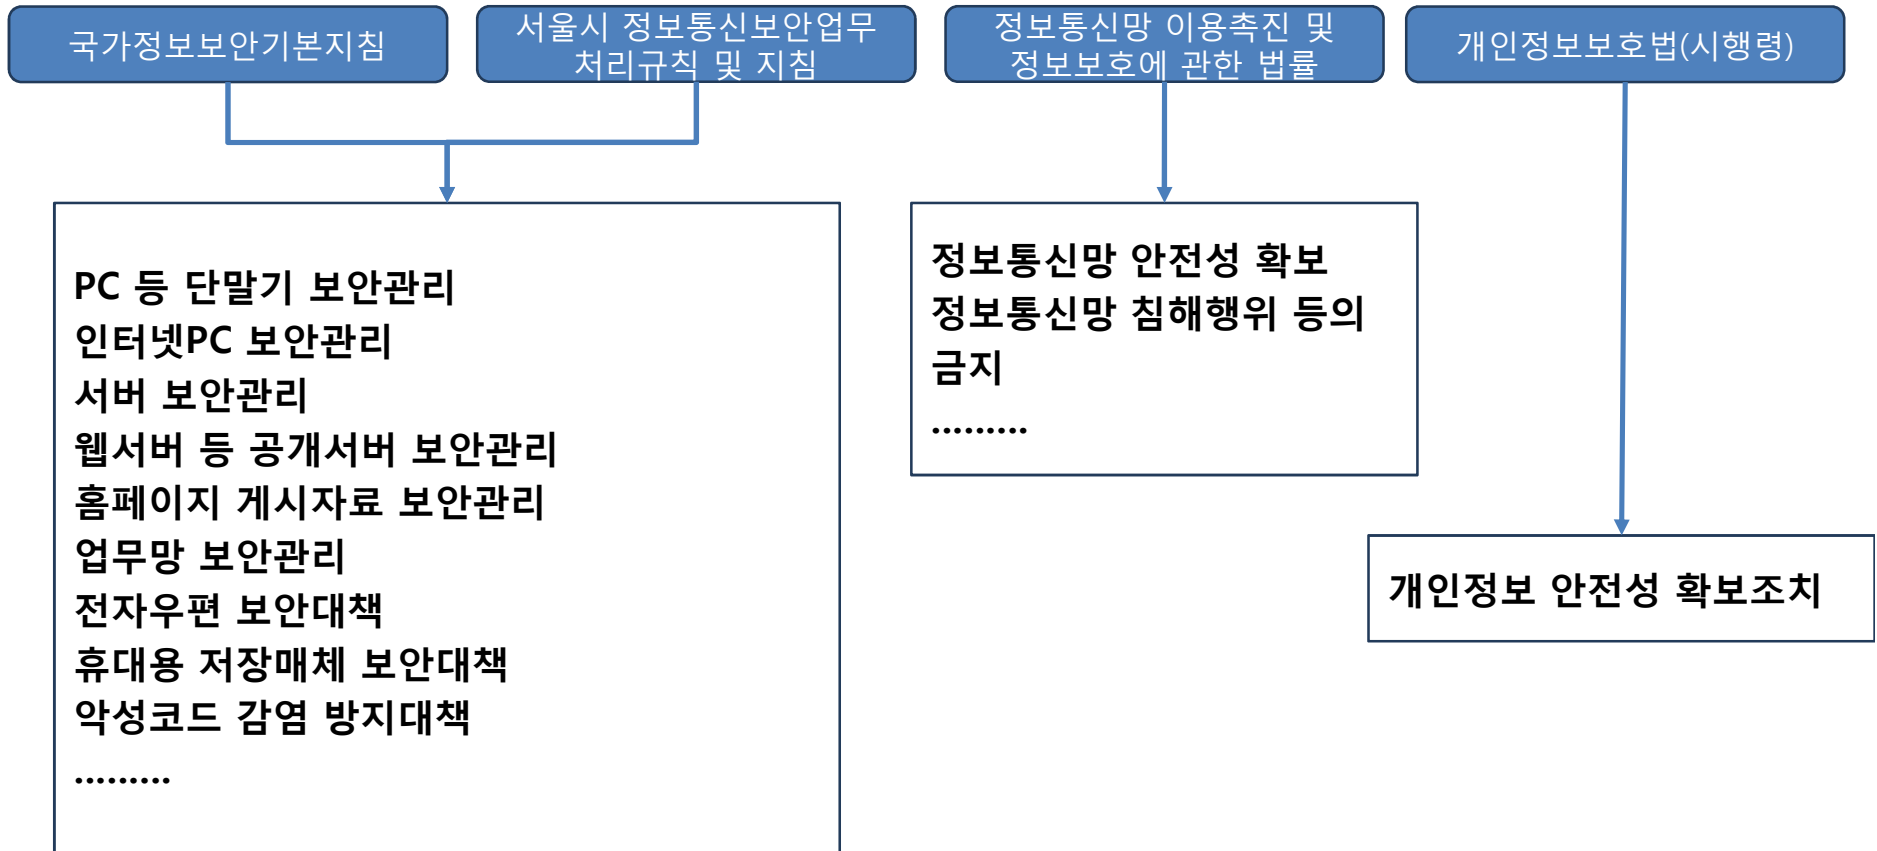 국가정보보안기본지침
서울시 정보통신보안업무
처리규칙 및 지침
정보통신망 이용촉진 및
정보보호에 관한 법률
개인정보보호법(시행령)
PC 등 단말기 보안관리
인터넷PC 보안관리
서버 보안관리
웹서버 등 공개서버 보안관리
홈페이지 게시자료 보안관리
업무망 보안관리
전자우편 보안대책
휴대용 저장매체 보안대책
악성코드 감염 방지대책
.........
정보통신망 안전성 확보
정보통신망 침해행위 등의
금지
.........
개인정보 안전성 확보조치